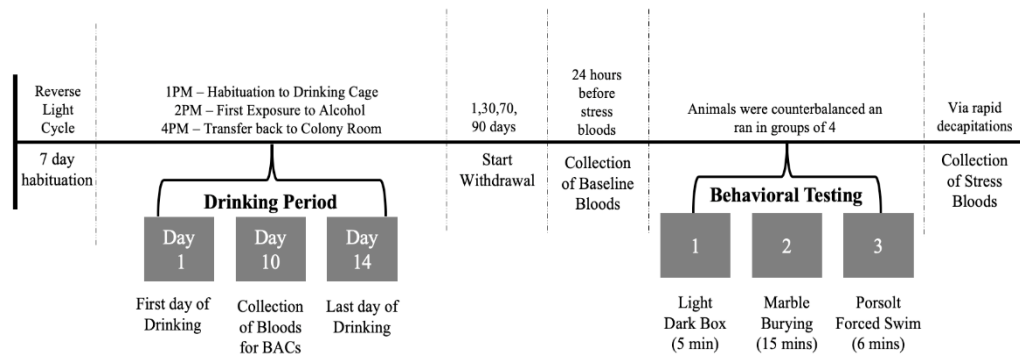 Reverse
Light
Cycle
7 day
habituation
1PM – Habituation to Drinking Cage
2PM – First Exposure to Alcohol
4PM – Transfer back to Colony Room
Drinking Period
Day
1
First day of
Drinking
Day
10
Collection
of Bloods
for BACs
Day
14
Last day of
Drinking
1,30,70,
90 days
Start
Withdrawal
24 hours
before
stress
bloods
Collection
of Baseline
Bloods
Animals were counterbalanced an
ran in groups of 4
Behavioral Testing
1
Light
Dark Box
(5 min)
2
Marble
Burying
(15 mins)
3
Porsolt
Forced Swim
(6 mins)
Via rapid
decapitations
Collection
of Stress
Bloods